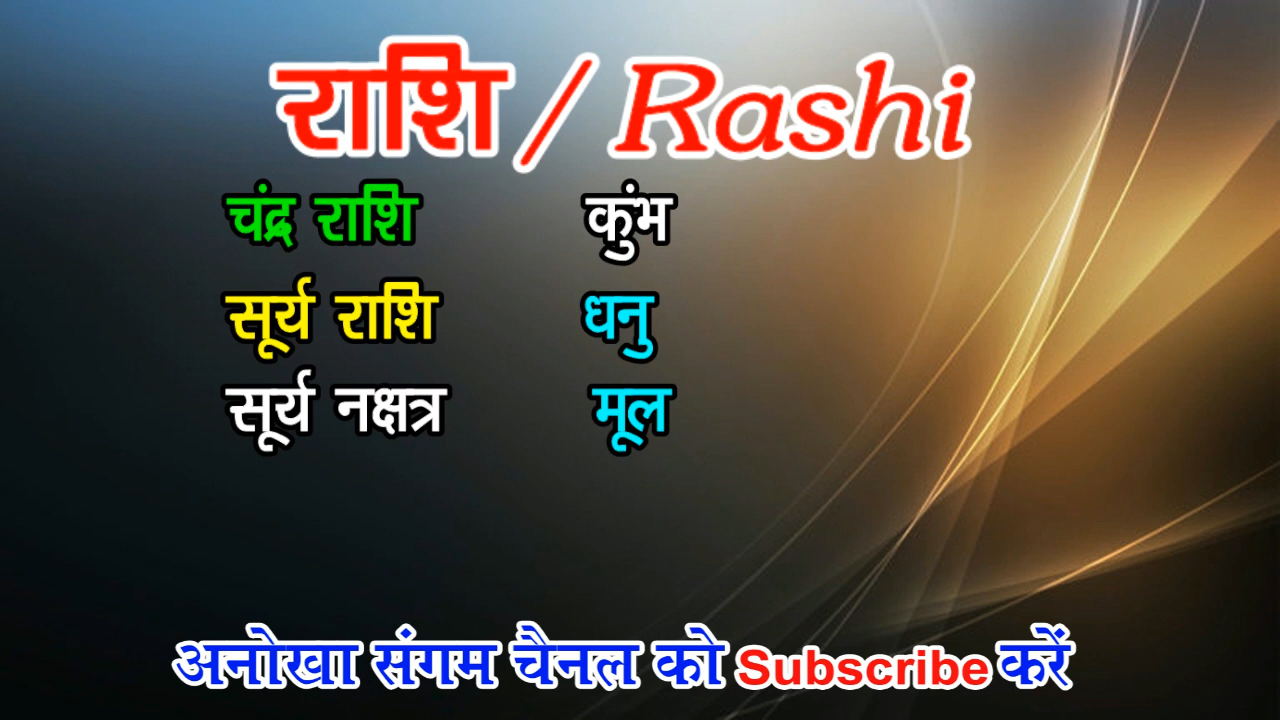 राशि / Rashi
चंद्र राशि कुंभ
सूर्य राशि धनु
सूर्य नक्षत्र मूल
अनोखा संगम चैनल को Subscribe करें